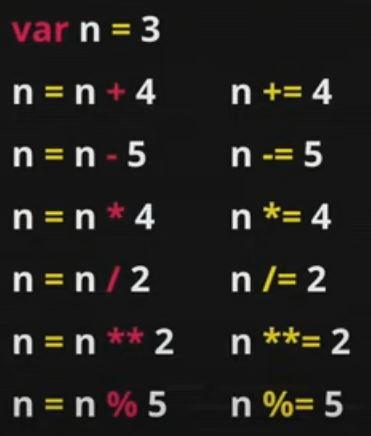 var n = 3
n = n + 4 n += 4
n = n - 5 n -= 5
n = n * 4 n *= 4
n = n / 2 n /= 2
n = n ** 2 n **= 2
n = n % 5 n %= 5